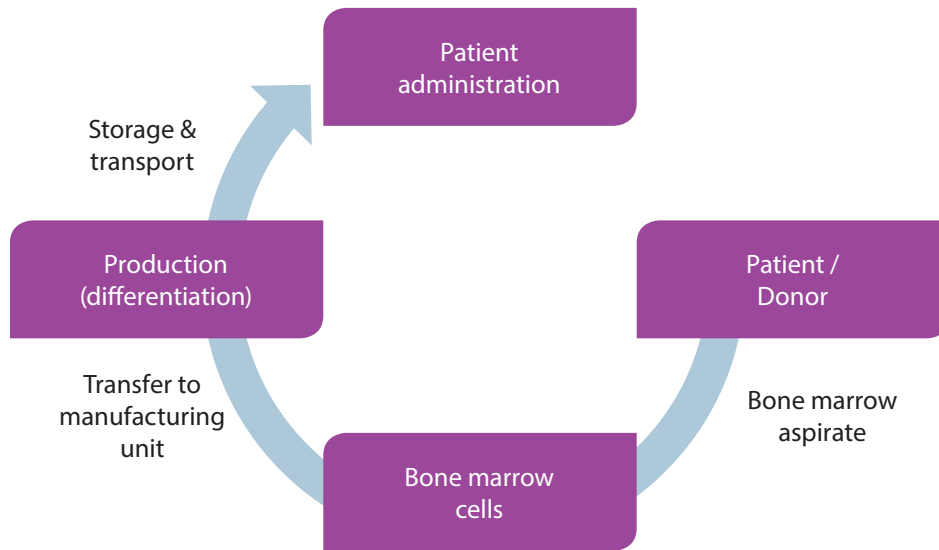 Patient
administration
Storage &
transport
Production
(differentiation)
Patient /
Donor
Transfer to
manufacturing
unit
Bone marrow
aspirate
Bone marrow
cells